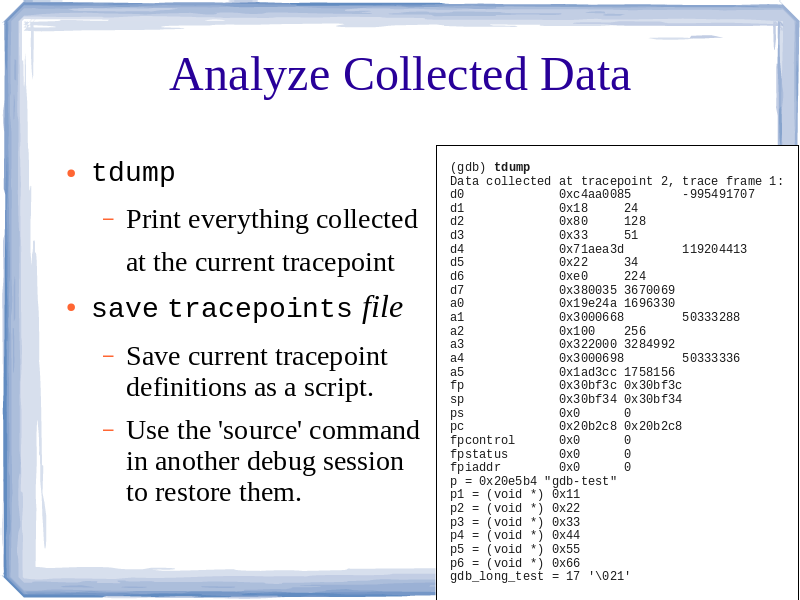 Analyze Collected Data
• tdump
– Print everything collected
at the current tracepoint
• save tracepoints file
– Save current tracepoint
definitions as a script.
– Use the 'source' command
in another debug session
to restore them.
(gdb) tdump
Data collected at tracepoint 2, trace frame 1:
d0             0xc4aa0085       -995491707
d1             0x18     24
d2             0x80     128
d3             0x33     51
d4             0x71aea3d        119204413
d5             0x22     34
d6             0xe0     224
d7             0x380035 3670069
a0             0x19e24a 1696330
a1             0x3000668        50333288
a2             0x100    256
a3             0x322000 3284992
a4             0x3000698        50333336
a5             0x1ad3cc 1758156
fp             0x30bf3c 0x30bf3c
sp             0x30bf34 0x30bf34
ps             0x0      0
pc             0x20b2c8 0x20b2c8
fpcontrol      0x0      0
fpstatus       0x0      0
fpiaddr        0x0      0
p = 0x20e5b4 "gdb-test"
p1 = (void *) 0x11
p2 = (void *) 0x22
p3 = (void *) 0x33
p4 = (void *) 0x44
p5 = (void *) 0x55
p6 = (void *) 0x66
gdb_long_test = 17 '\021'